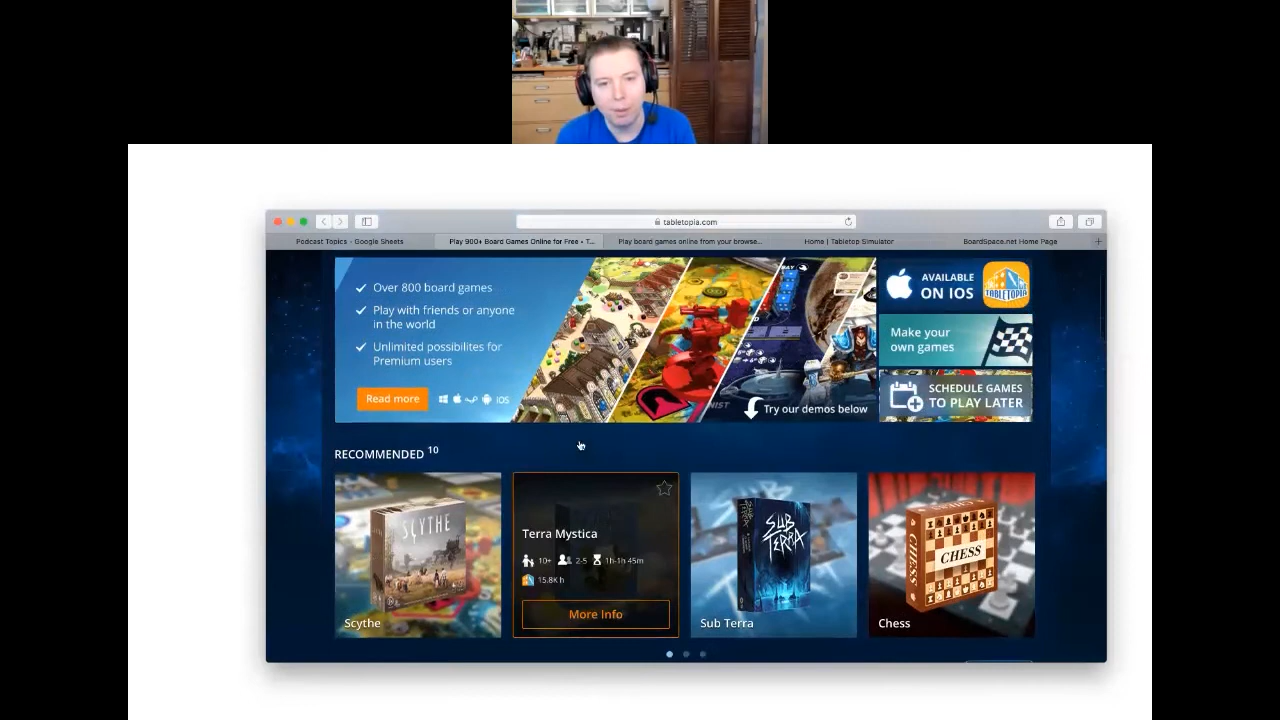 tabletopia.com
Podcast Topics - Google Sheets
Play 900+ Board Games Online for Free • T...
Play board games online from your browse...
Home | Tabletop Simulator
BoardSpace.net Home Page
Over 800 board games
Play with friends or anyone
in the world
Unlimited possibilites for
Premium users
Read more
iOS
Try our demos below
AVAILABLE
ON IOS
TABLETOPIA
Make your
own games
SCHEDULE GAMES
TO PLAY LATER
RECOMMENDED 10
SCYTHE
Scythe
Terra Mystica
10+ 2-5 1h-1h 45m
15.8K h
More Info
SUB
TERRA
Sub Terra
CHESS
CHESS
Chess